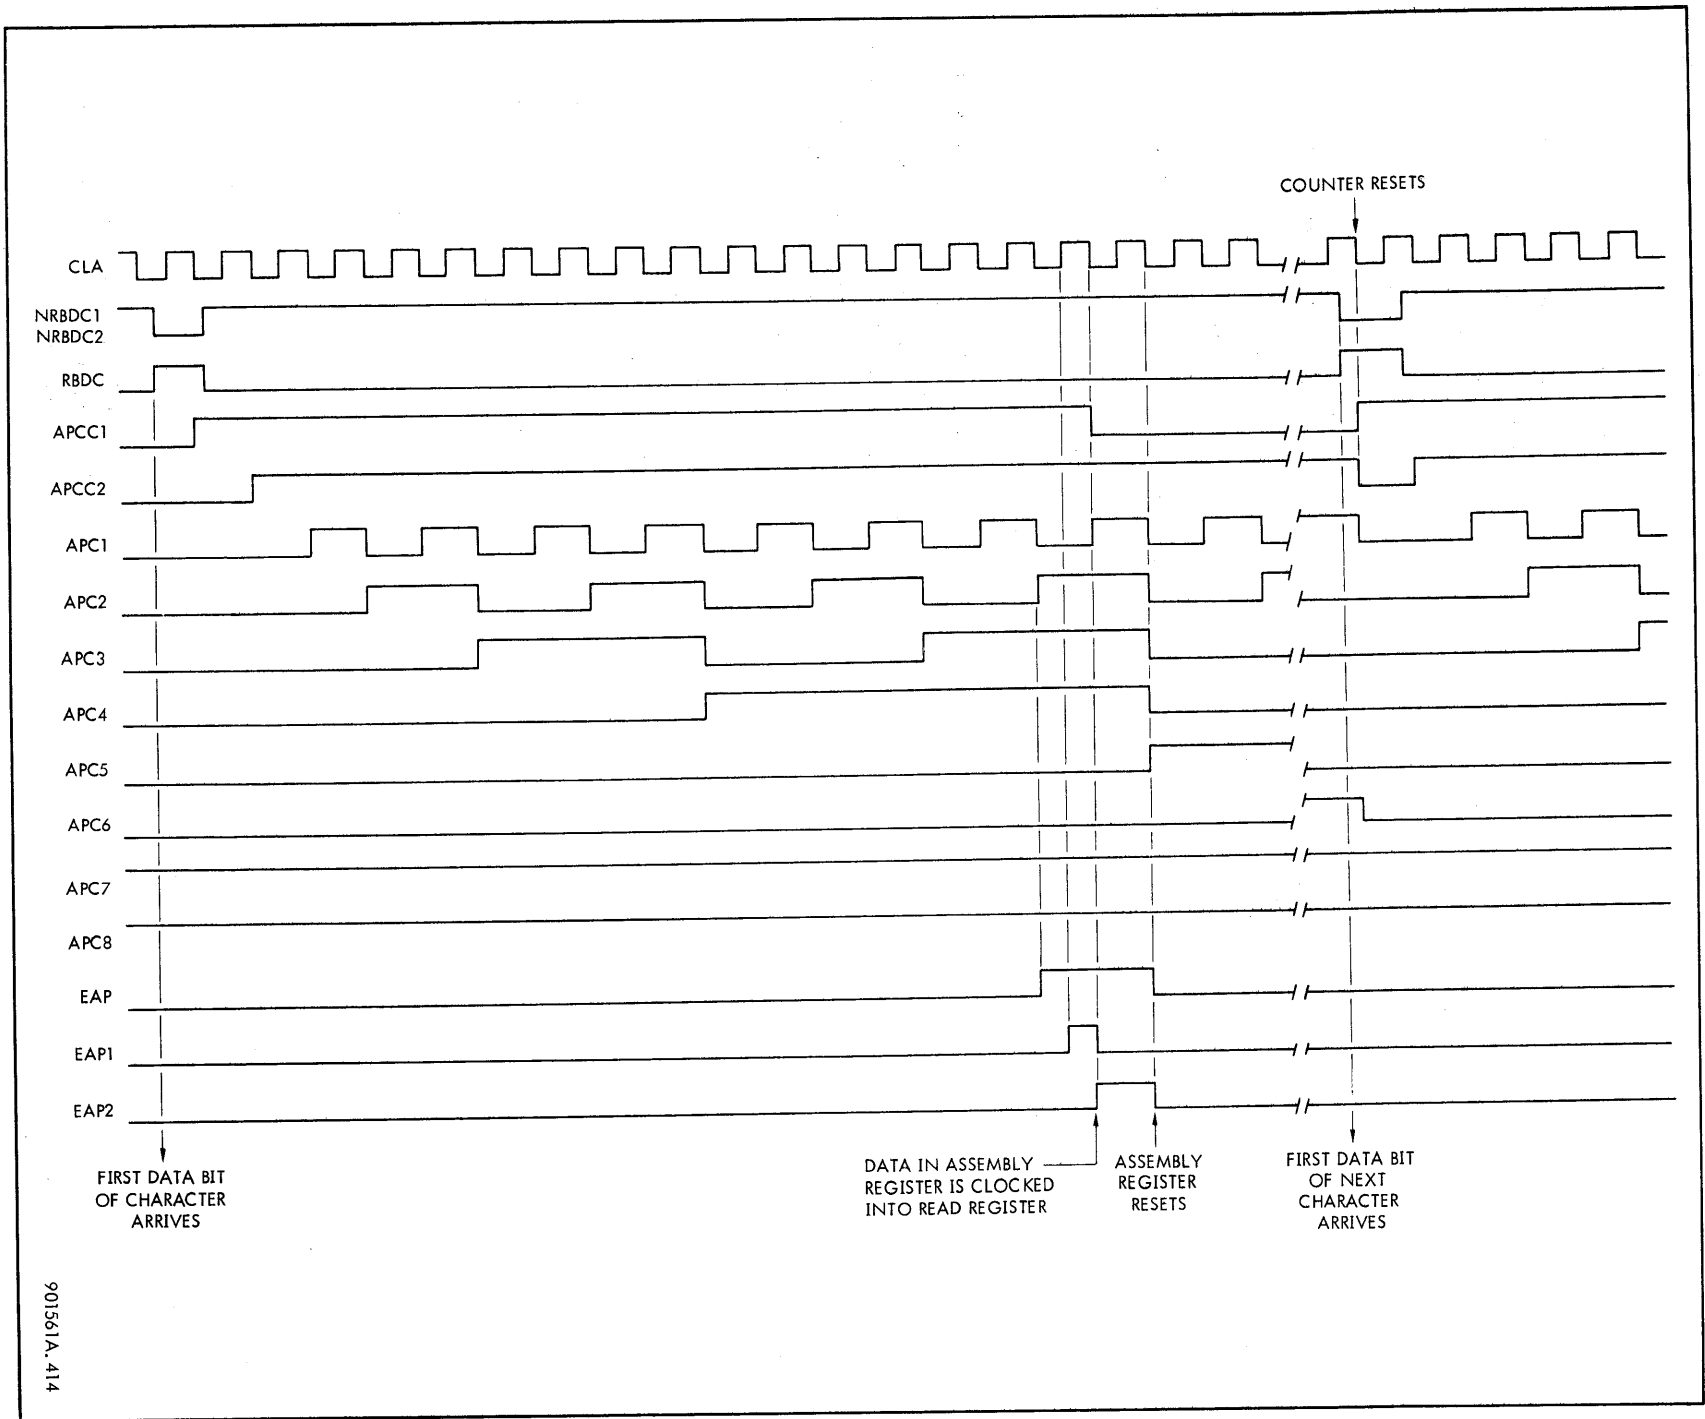 COUNTER RESETS
CLA
NRBDC1
NRBDC2
RBDC
APCC1
APCC2
APC1
APC2
APC3
APC4
APC5
APC6
APC7
APC8
EAP
EAP1
EAP2
FIRST DATA BIT
OF CHARACTER
ARRIVES
DATA IN ASSEMBLY
REGISTER IS CLOCKED
INTO READ REGISTER
ASSEMBLY
REGISTER
RESETS
FIRST DATA BIT
OF NEXT
CHARACTER
ARRIVES
901561A. 414